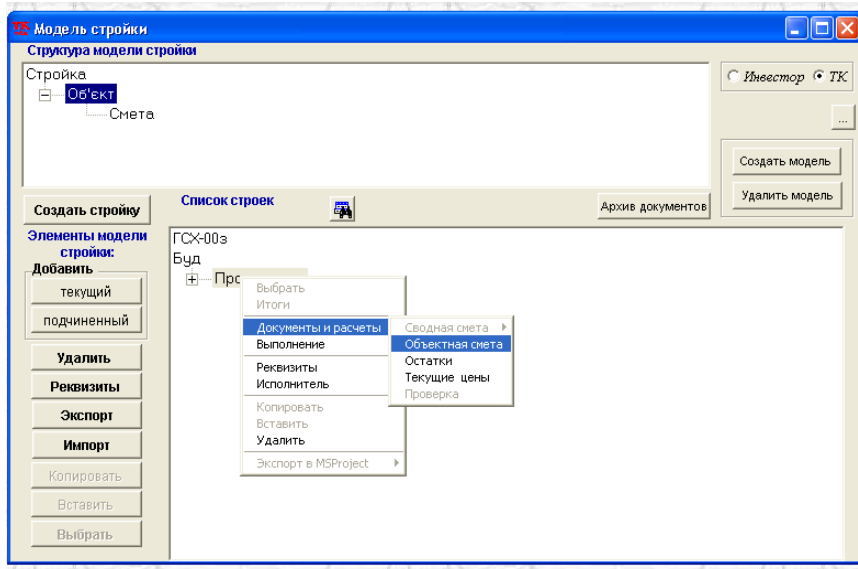 ТК Модель стройки
Структура модели стройки
Стройка
Об'єкт
Смета
Инвестор ТК
...
Создать модель
Удалить модель
Создать стройку
Список строек
Архив документов
Элементы модели
стройки:
Добавить
текущий
подчиненный
Удалить
Реквизиты
Экспорт
Импорт
Копировать
Вставить
Выбрать
ГСХ-00з
Буд
Выбрать
Итоги
Документы и расчеты
Выполнение
Реквизиты
Исполнитель
Копировать
Вставить
Удалить
Экспорт в MSProject
Сводная смета
Объектная смета
Остатки
Текущие цены
Проверка